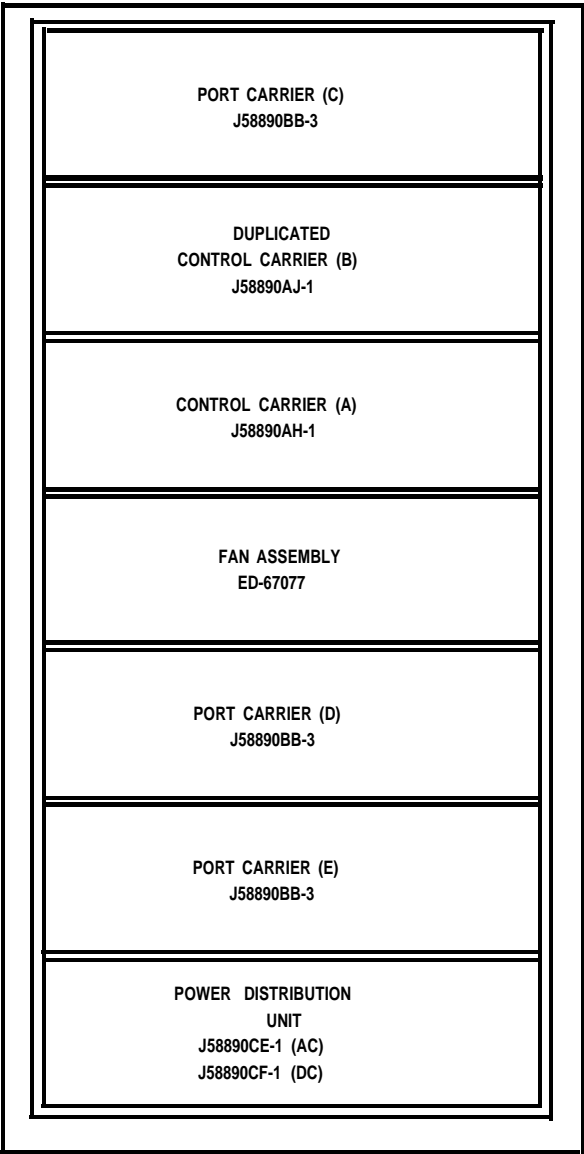 PORT CARRIER (C)
J58890BB-3
DUPLICATED
CONTROL CARRIER (B)
J58890AJ-1
CONTROL CARRIER (A)
J58890AH-1
FAN ASSEMBLY
ED-67077
PORT CARRIER (D)
J58890BB-3
PORT CARRIER (E)
J58890BB-3
POWER DISTRIBUTION
UNIT
J58890CE-1 (AC)
J58890CF-1 (DC)